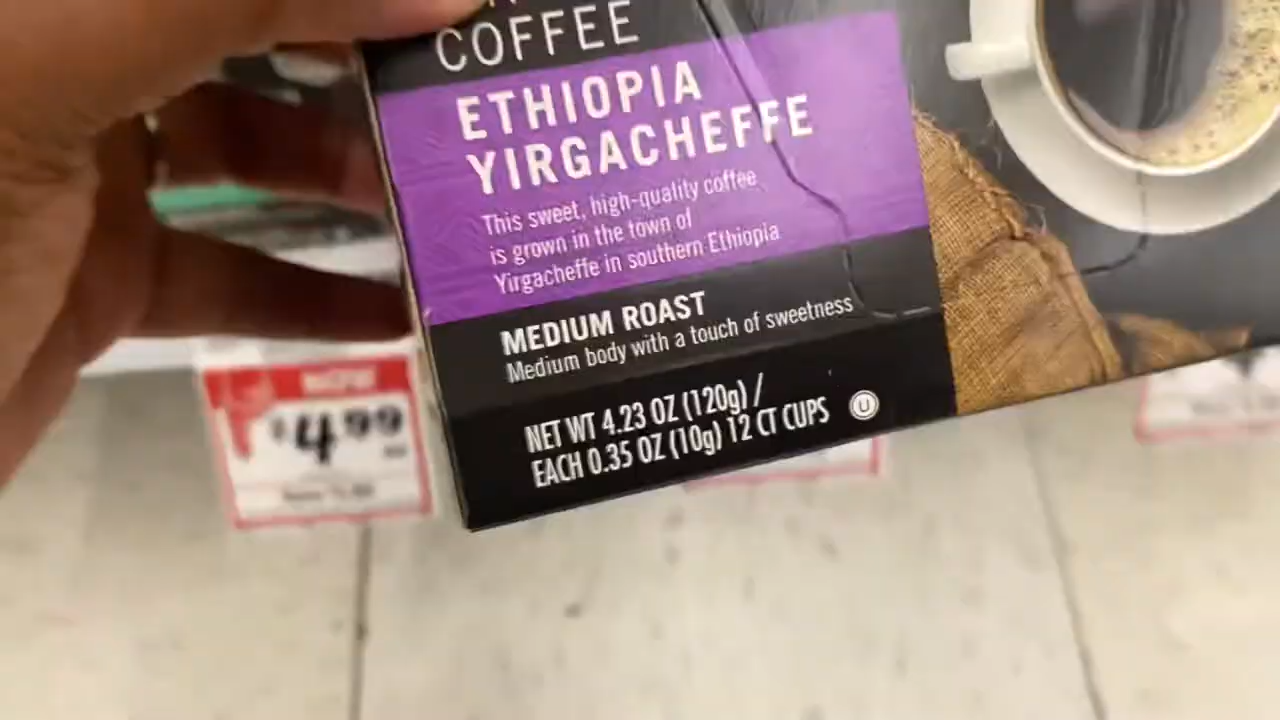 COFFEE
ETHIOPIA
YIRGACHEFFE
This sweet, high-quality coffee
is grown in the town of
Yirgacheffe in southern Ethiopia
MEDIUM ROAST
Medium body with a touch of sweetness
NET WT 4.23 OZ (120g) /
EACH 0.35 OZ (10g) 12 CT CUPS
U
NOW
$4.99